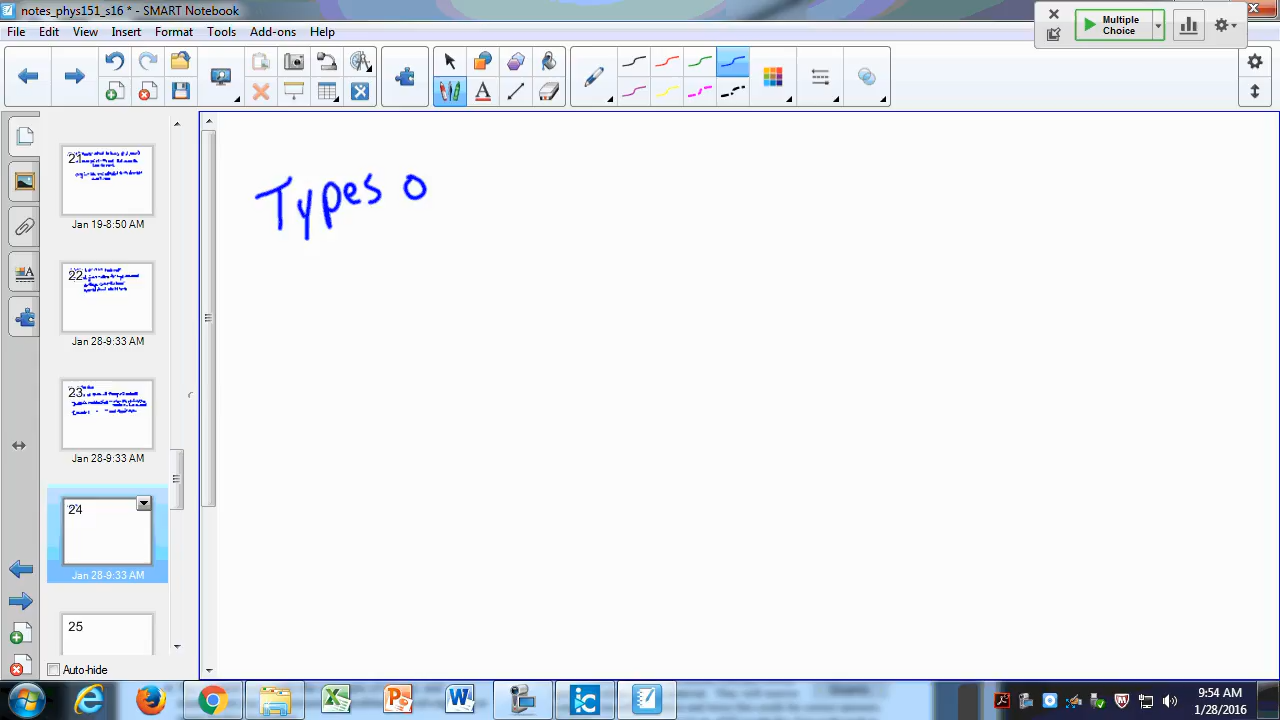 notes_phys151_s16 * - SMART Notebook
Multiple Choice
File Edit View Insert Format Tools Add-ons Help
21
Jan 19-8:50 AM
22
Jan 28-9:33 AM
23
Jan 28-9:33 AM
24
Jan 28-9:33 AM
25
Auto-hide
Types o
9:54 AM
1/28/2016